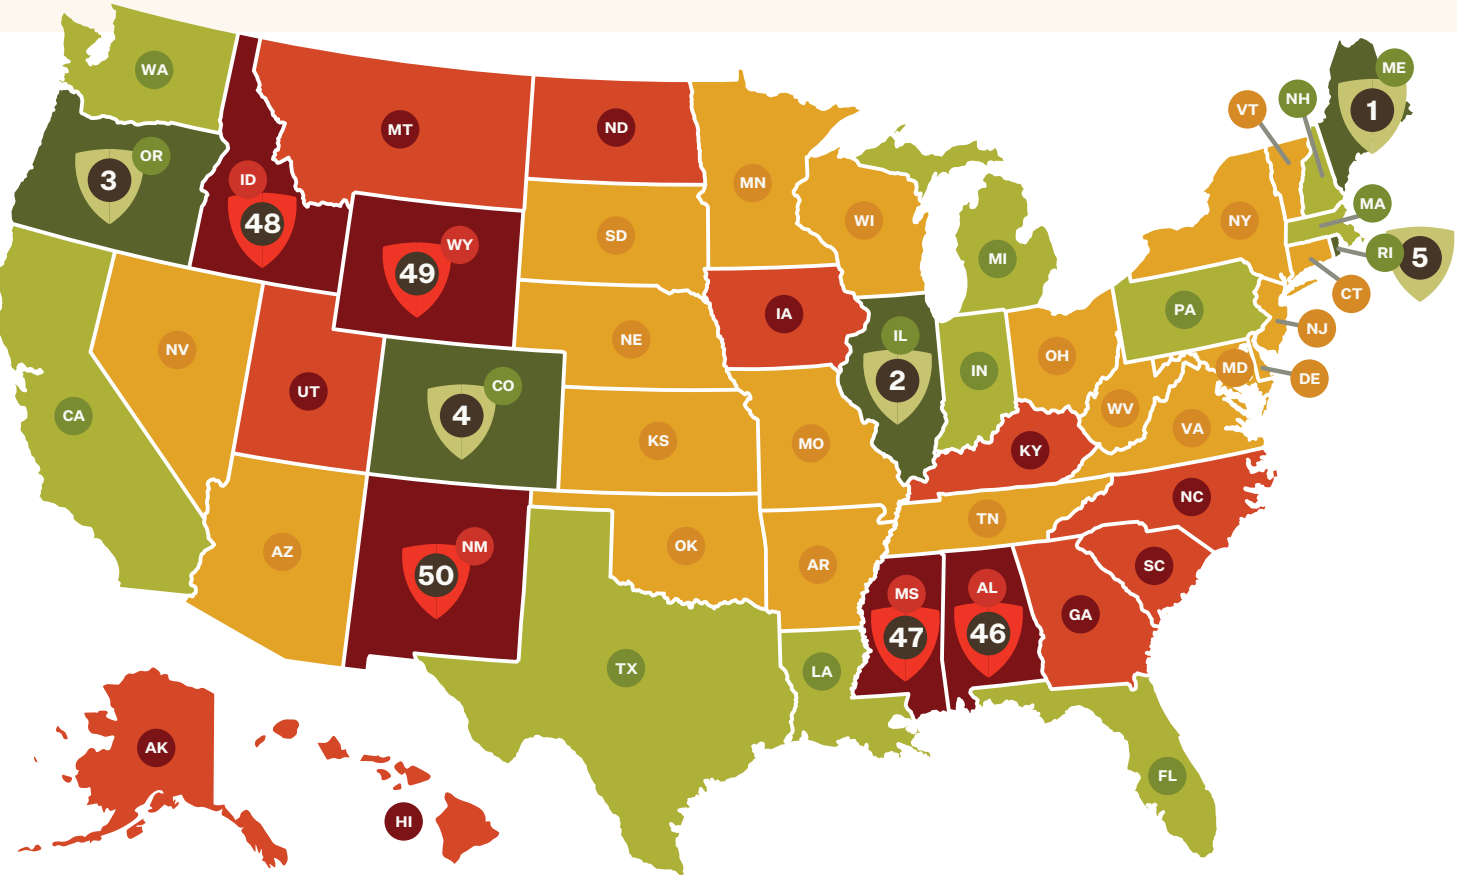 WA
OR
3
ID
48
MT
ND
MN
WI
MI
VT
NH
ME
1
NY
MA
RI
5
CT
NJ
PA
SD
WY
49
IA
IL
2
IN
OH
MD
DE
WV
VA
NE
NV
UT
CO
4
CA
KS
MO
KY
NC
TN
OK
AR
SC
AZ
NM
50
MS
47
AL
46
GA
TX
LA
FL
AK
HI